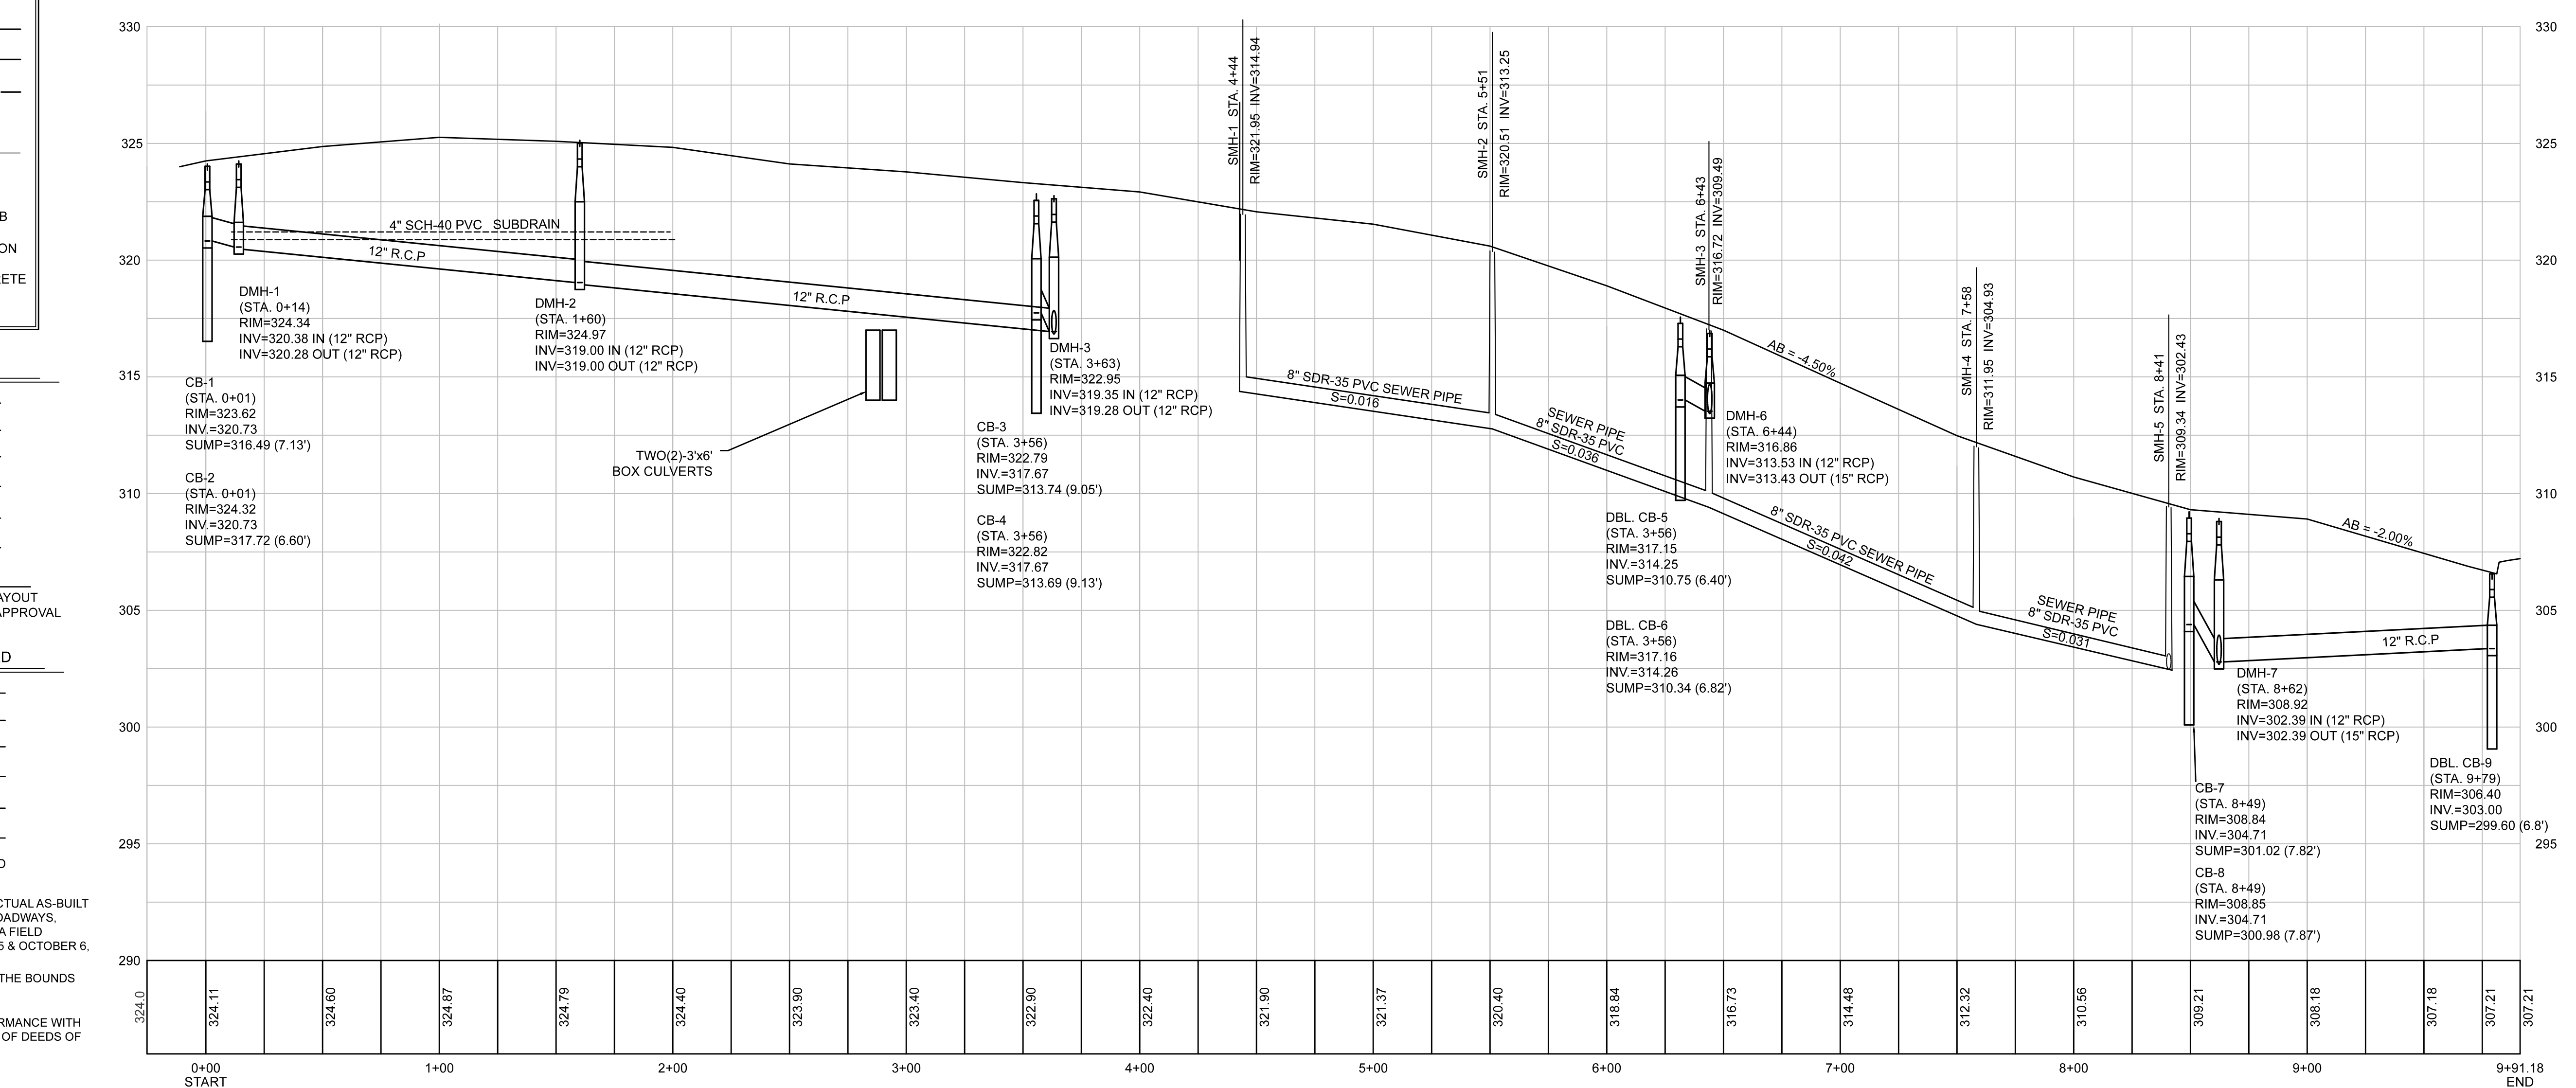 B
ON
ETE
AYOUT
APPROVAL
D
D
CTUAL AS-BUILT
OADWAYS,
A FIELD
5 & OCTOBER 6,
THE BOUNDS
RMANCE WITH
OF DEEDS OF
330
325
320
315
310
305
300
295
290
4" SCH-40 PVC SUBDRAIN
12" R.C.P
12" R.C.P
DMH-1
(STA. 0+14)
RIM=324.34
INV=320.38 IN (12" RCP)
INV=320.28 OUT (12" RCP)
CB-1
(STA. 0+01)
RIM=323.62
INV.=320.73
SUMP=316.49 (7.13')
CB-2
(STA. 0+01)
RIM=324.32
INV.=320.73
SUMP=317.72 (6.60')
DMH-2
(STA. 1+60)
RIM=324.97
INV=319.00 IN (12" RCP)
INV=319.00 OUT (12" RCP)
TWO(2)-3'x6'
BOX CULVERTS
DMH-3
(STA. 3+63)
RIM=322.95
INV=319.35 IN (12" RCP)
INV=319.28 OUT (12" RCP)
CB-3
(STA. 3+56)
RIM=322.79
INV.=317.67
SUMP=313.74 (9.05')
CB-4
(STA. 3+56)
RIM=322.82
INV.=317.67
SUMP=313.69 (9.13')
SMH-1 STA. 4+44
RIM=321.95 INV=314.94
8" SDR-35 PVC SEWER PIPE
S=0.016
SMH-2 STA. 5+51
RIM=320.51 INV=313.25
SEWER PIPE
8" SDR-35 PVC
S=0.036
SMH-3 STA. 6+43
RIM=316.72 INV=309.49
DMH-6
(STA. 6+44)
RIM=316.86
INV=313.53 IN (12" RCP)
INV=313.43 OUT (15" RCP)
DBL. CB-5
(STA. 3+56)
RIM=317.15
INV.=314.25
SUMP=310.75 (6.40')
DBL. CB-6
(STA. 3+56)
RIM=317.16
INV.=314.26
SUMP=310.34 (6.82')
AB = -4.50%
8" SDR-35 PVC SEWER PIPE
S=0.042
SMH-4 STA. 7+58
RIM=311.95 INV=304.93
SEWER PIPE
8" SDR-35 PVC
S=0.031
SMH-5 STA. 8+41
RIM=309.34 INV=302.43
AB = -2.00%
12" R.C.P
DMH-7
(STA. 8+62)
RIM=308.92
INV=302.39 IN (12" RCP)
INV=302.39 OUT (15" RCP)
CB-7
(STA. 8+49)
RIM=308.84
INV.=304.71
SUMP=301.02 (7.82')
CB-8
(STA. 8+49)
RIM=308.85
INV.=304.71
SUMP=300.98 (7.87')
DBL. CB-9
(STA. 9+79)
RIM=306.40
INV.=303.00
SUMP=299.60 (6.8')
330
325
320
315
310
305
300
295
324.0
324.11
324.60
324.87
324.79
324.40
323.90
323.40
322.90
322.40
321.90
321.37
320.40
318.84
316.73
314.48
312.32
310.56
309.21
308.18
307.18
307.21
307.21
0+00
START
1+00
2+00
3+00
4+00
5+00
6+00
7+00
8+00
9+00
9+91.18
END